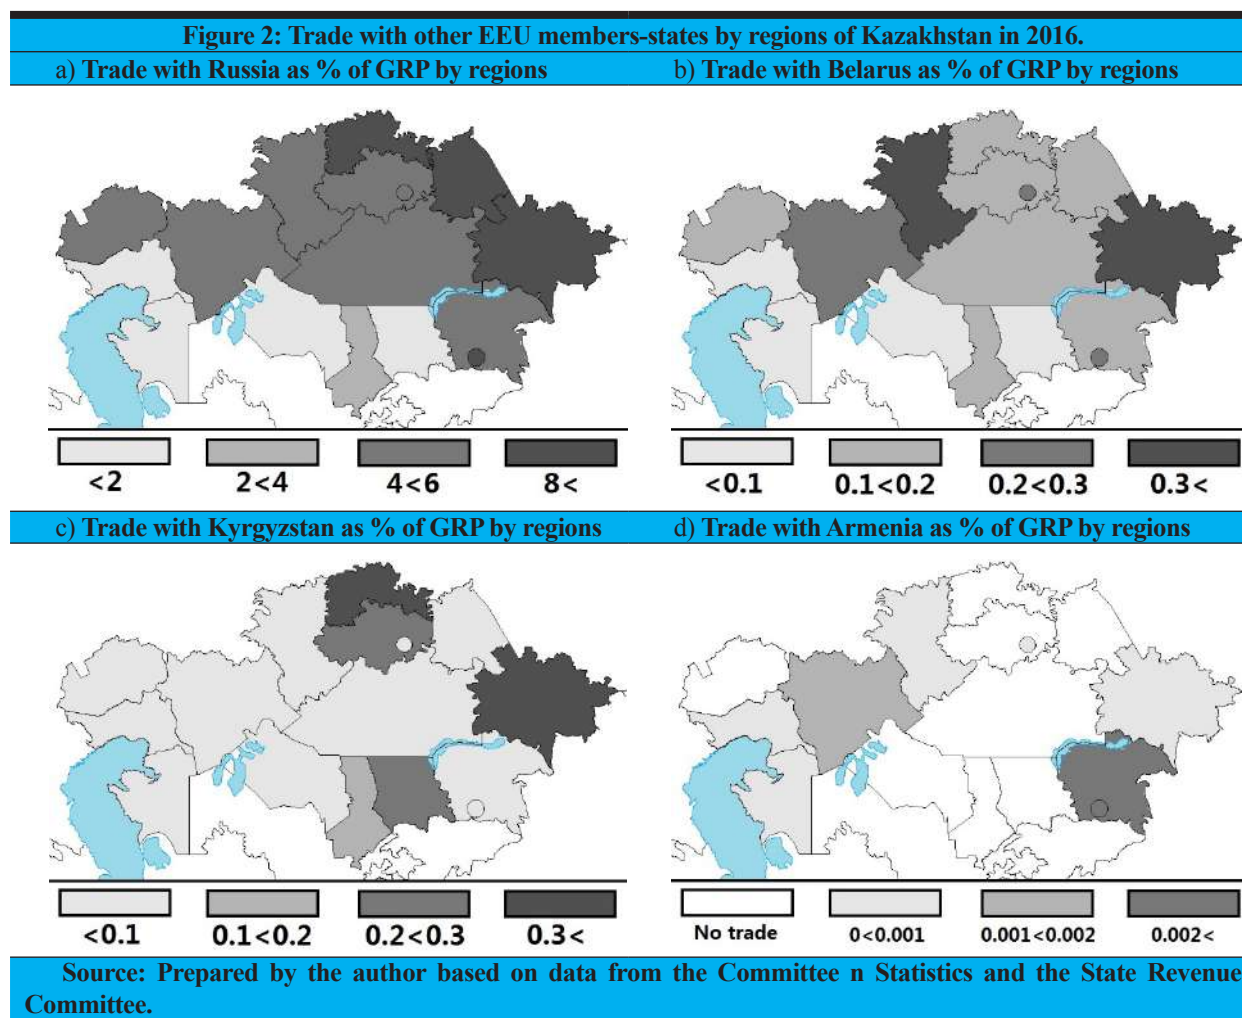 Figure 2: Trade with other EEU members-states by regions of Kazakhstan in 2016.
a) Trade with Russia as % of GRP by regions
b) Trade with Belarus as % of GRP by regions
<2 2<4 4<6 8<
<0.1 0.1<0.2 0.2<0.3 0.3<
c) Trade with Kyrgyzstan as % of GRP by regions
d) Trade with Armenia as % of GRP by regions
<0.1 0.1<0.2 0.2<0.3 0.3<
No trade 0<0.001 0.001<0.002 0.002<
Source: Prepared by the author based on data from the Committee n Statistics and the State Revenue
Committee.